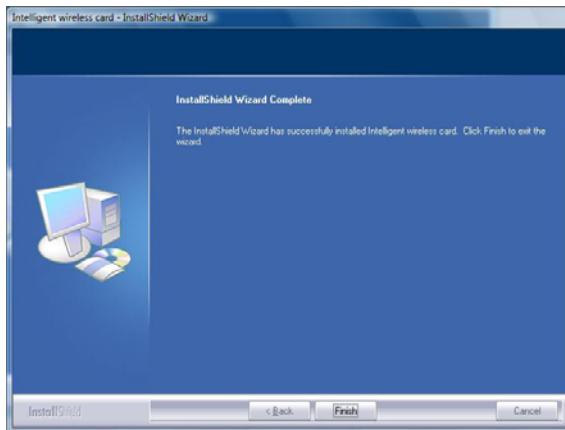 Intelligent wireless card - InstallShield Wizard
InstallShield Wizard Complete
The InstallShield Wizard has successfully installed Intelligent wireless card. Click Finish to exit the
wizard.
InstallShield
< Back
Finish
Cancel